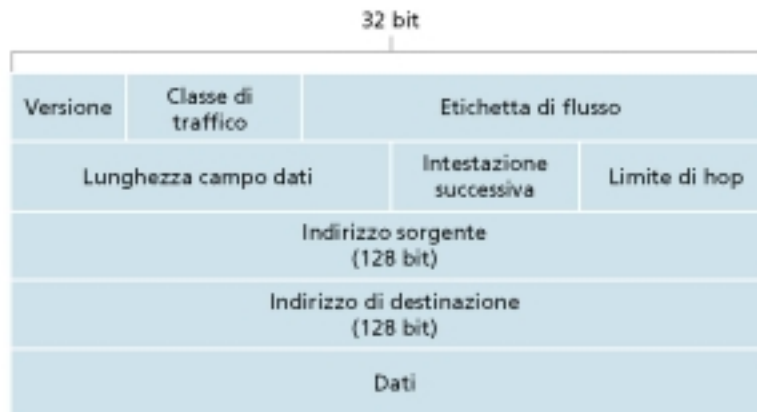 32 bit
Versione
Classe di
traffico
Etichetta di flusso
Lunghezza campo dati
Intestazione
successiva
Limite di hop
Indirizzo sorgente
(128 bit)
Indirizzo di destinazione
(128 bit)
Dati